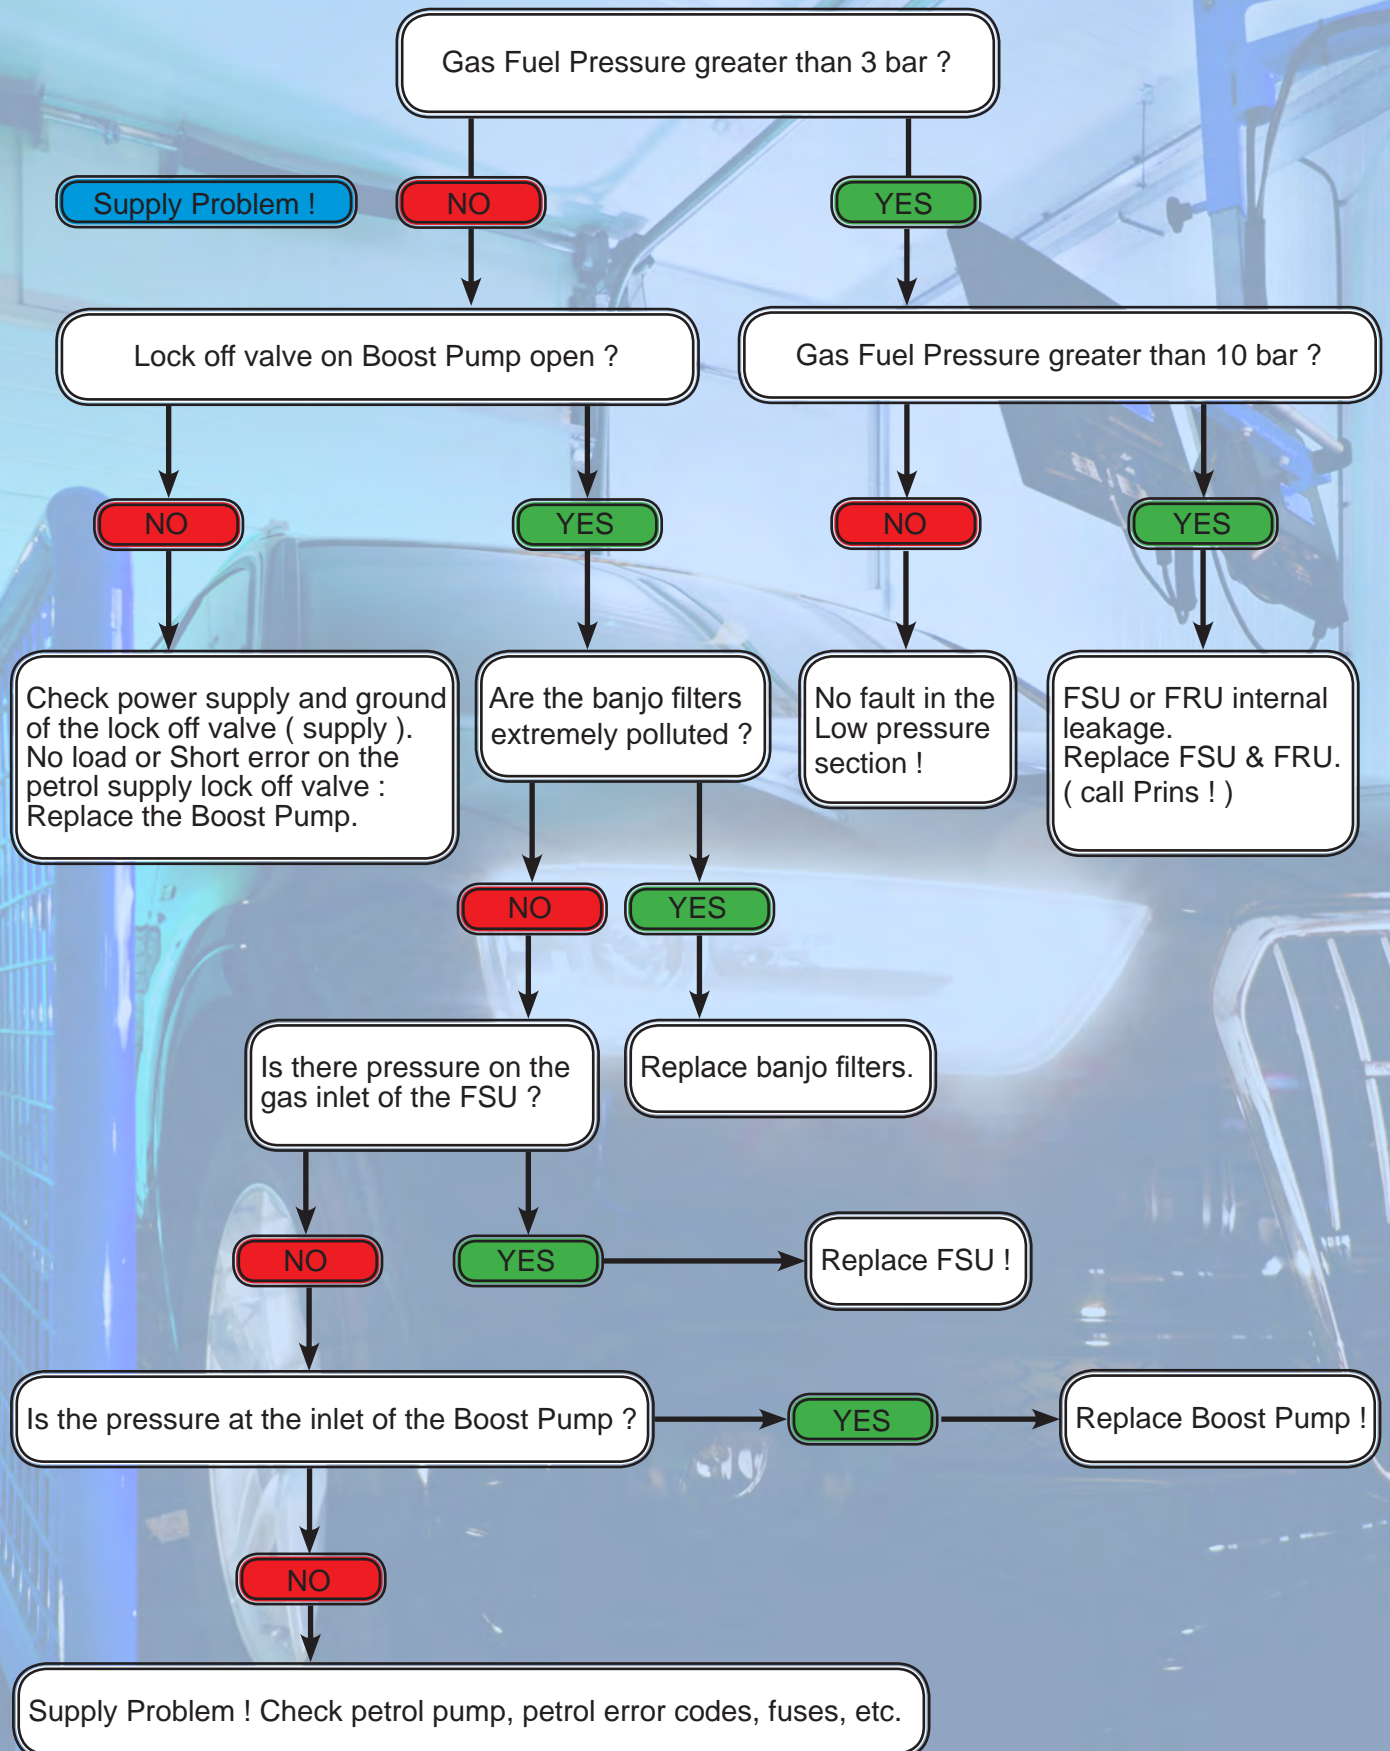 Gas Fuel Pressure greater than 3 bar ?
Supply Problem !
NO
YES
Lock off valve on Boost Pump open ?
Gas Fuel Pressure greater than 10 bar ?
NO
YES
NO
YES
Check power supply and ground
of the lock off valve ( supply ).
No load or Short error on the
petrol supply lock off valve :
Replace the Boost Pump.
Are the banjo filters
extremely polluted ?
No fault in the
Low pressure
section !
FSU or FRU internal
leakage.
Replace FSU & FRU.
( call Prins ! )
NO
YES
Is there pressure on the
gas inlet of the FSU ?
Replace banjo filters.
NO
YES
Replace FSU !
Is the pressure at the inlet of the Boost Pump ?
YES
Replace Boost Pump !
NO
Supply Problem ! Check petrol pump, petrol error codes, fuses, etc.